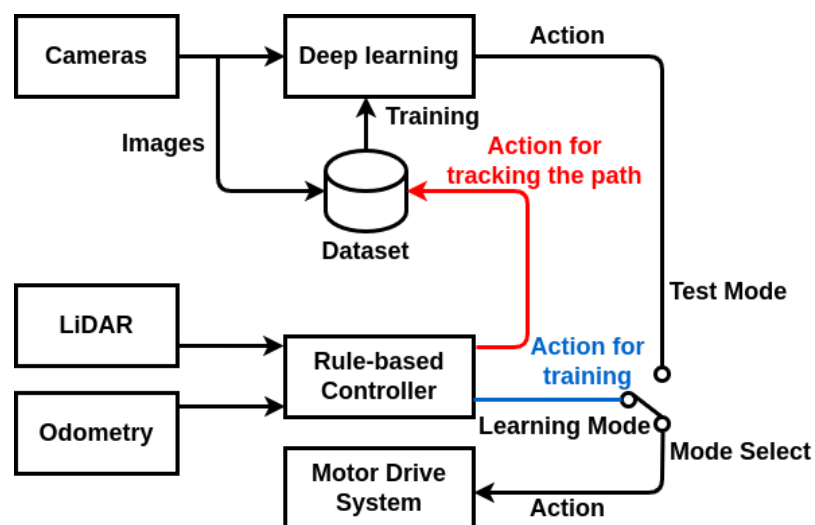 Action
Cameras
Deep learning
Training
Images
Action for
tracking the path
Dataset
Test Mode
LiDAR
Action for
training
Rule-based
Controller
Learning Mode
Odometry
Mode Select
Motor Drive
System
Action